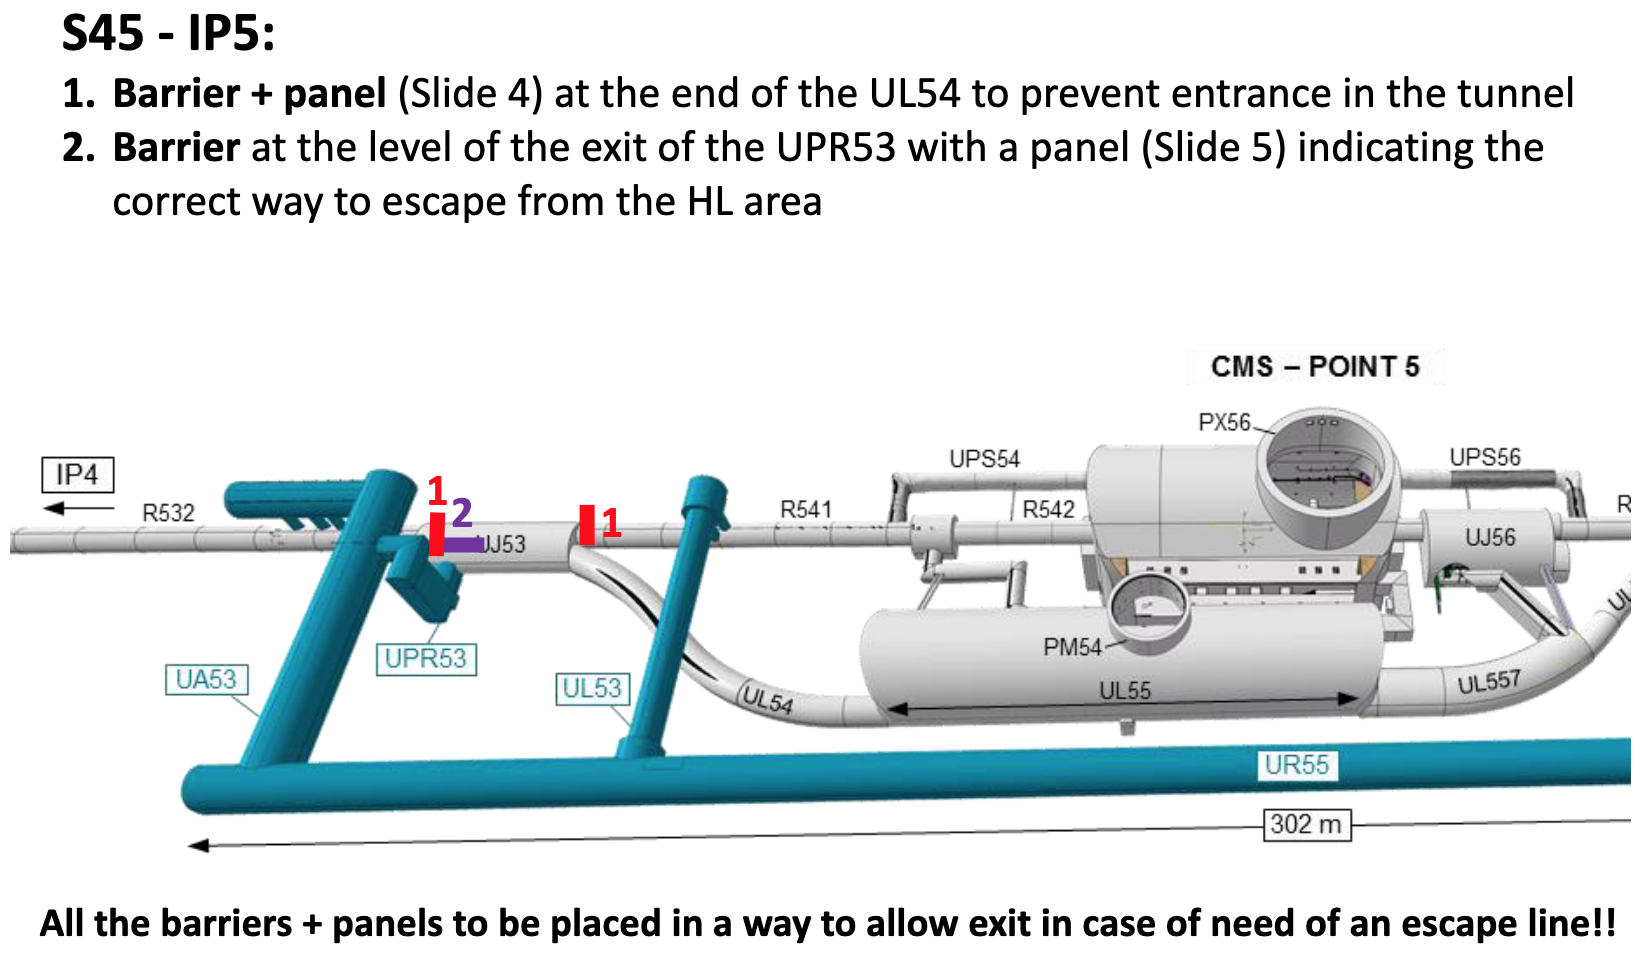 S45 - IP5:
1. Barrier + panel (Slide 4) at the end of the UL54 to prevent entrance in the tunnel
2. Barrier at the level of the exit of the UPR53 with a panel (Slide 5) indicating the
correct way to escape from the HL area
CMS – POINT 5
PX56
UPS54
UPS56
IP4
R532
1
2
UJ53
1
R541
R542
UJ56
R
UPR53
UA53
UL53
UL54
PM54
UL55
UL557
UL
UR55
302 m
All the barriers + panels to be placed in a way to allow exit in case of need of an escape line!!